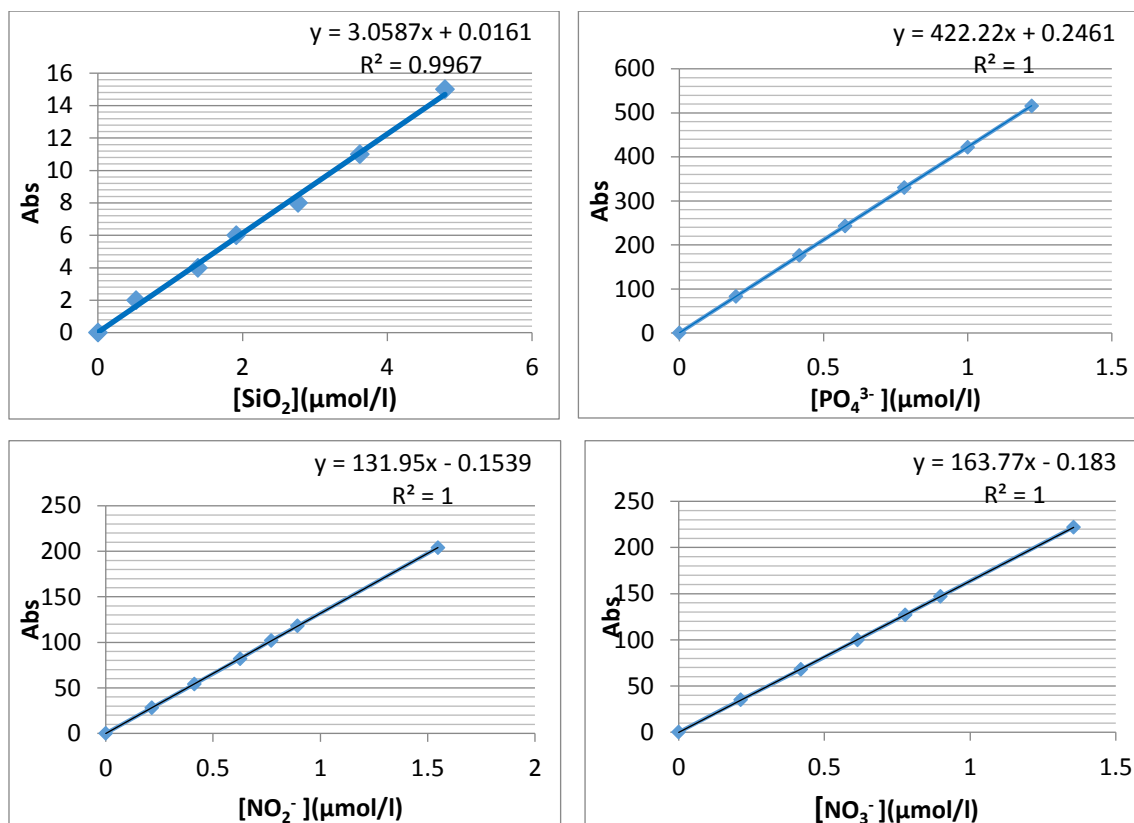 y = 3.0587x + 0.0161
R² = 0.9967
16
14
12
10
8
6
4
2
0
Abs
0 2 4 6
[SiO₂](µmol/l)
y = 422.22x + 0.2461
R² = 1
600
500
400
300
200
100
0
Abs
0 0.5 1 1.5
[PO₄³⁻ ](µmol/l)
y = 131.95x - 0.1539
R² = 1
250
200
150
100
50
0
Abs
0 0.5 1 1.5 2
[NO₂⁻ ](µmol/l)
y = 163.77x - 0.183
R² = 1
250
200
150
100
50
0
Abs
0 0.5 1 1.5
[NO₃⁻ ](µmol/l)